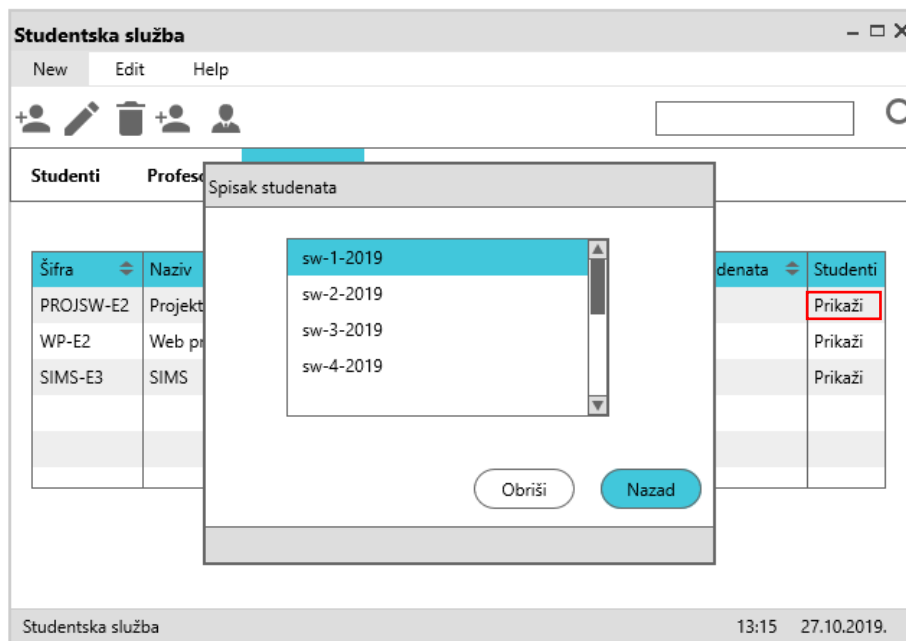 Studentska služba
New Edit Help
Studenti Profeso
Spisak studenata
sw-1-2019
sw-2-2019
sw-3-2019
sw-4-2019
Šifra Naziv denata Studenti
PROJSW-E2 Projekt Prikaži
WP-E2 Web pr Prikaži
SIMS-E3 SIMS Prikaži
Obriši Nazad
Studentska služba 13:15 27.10.2019.